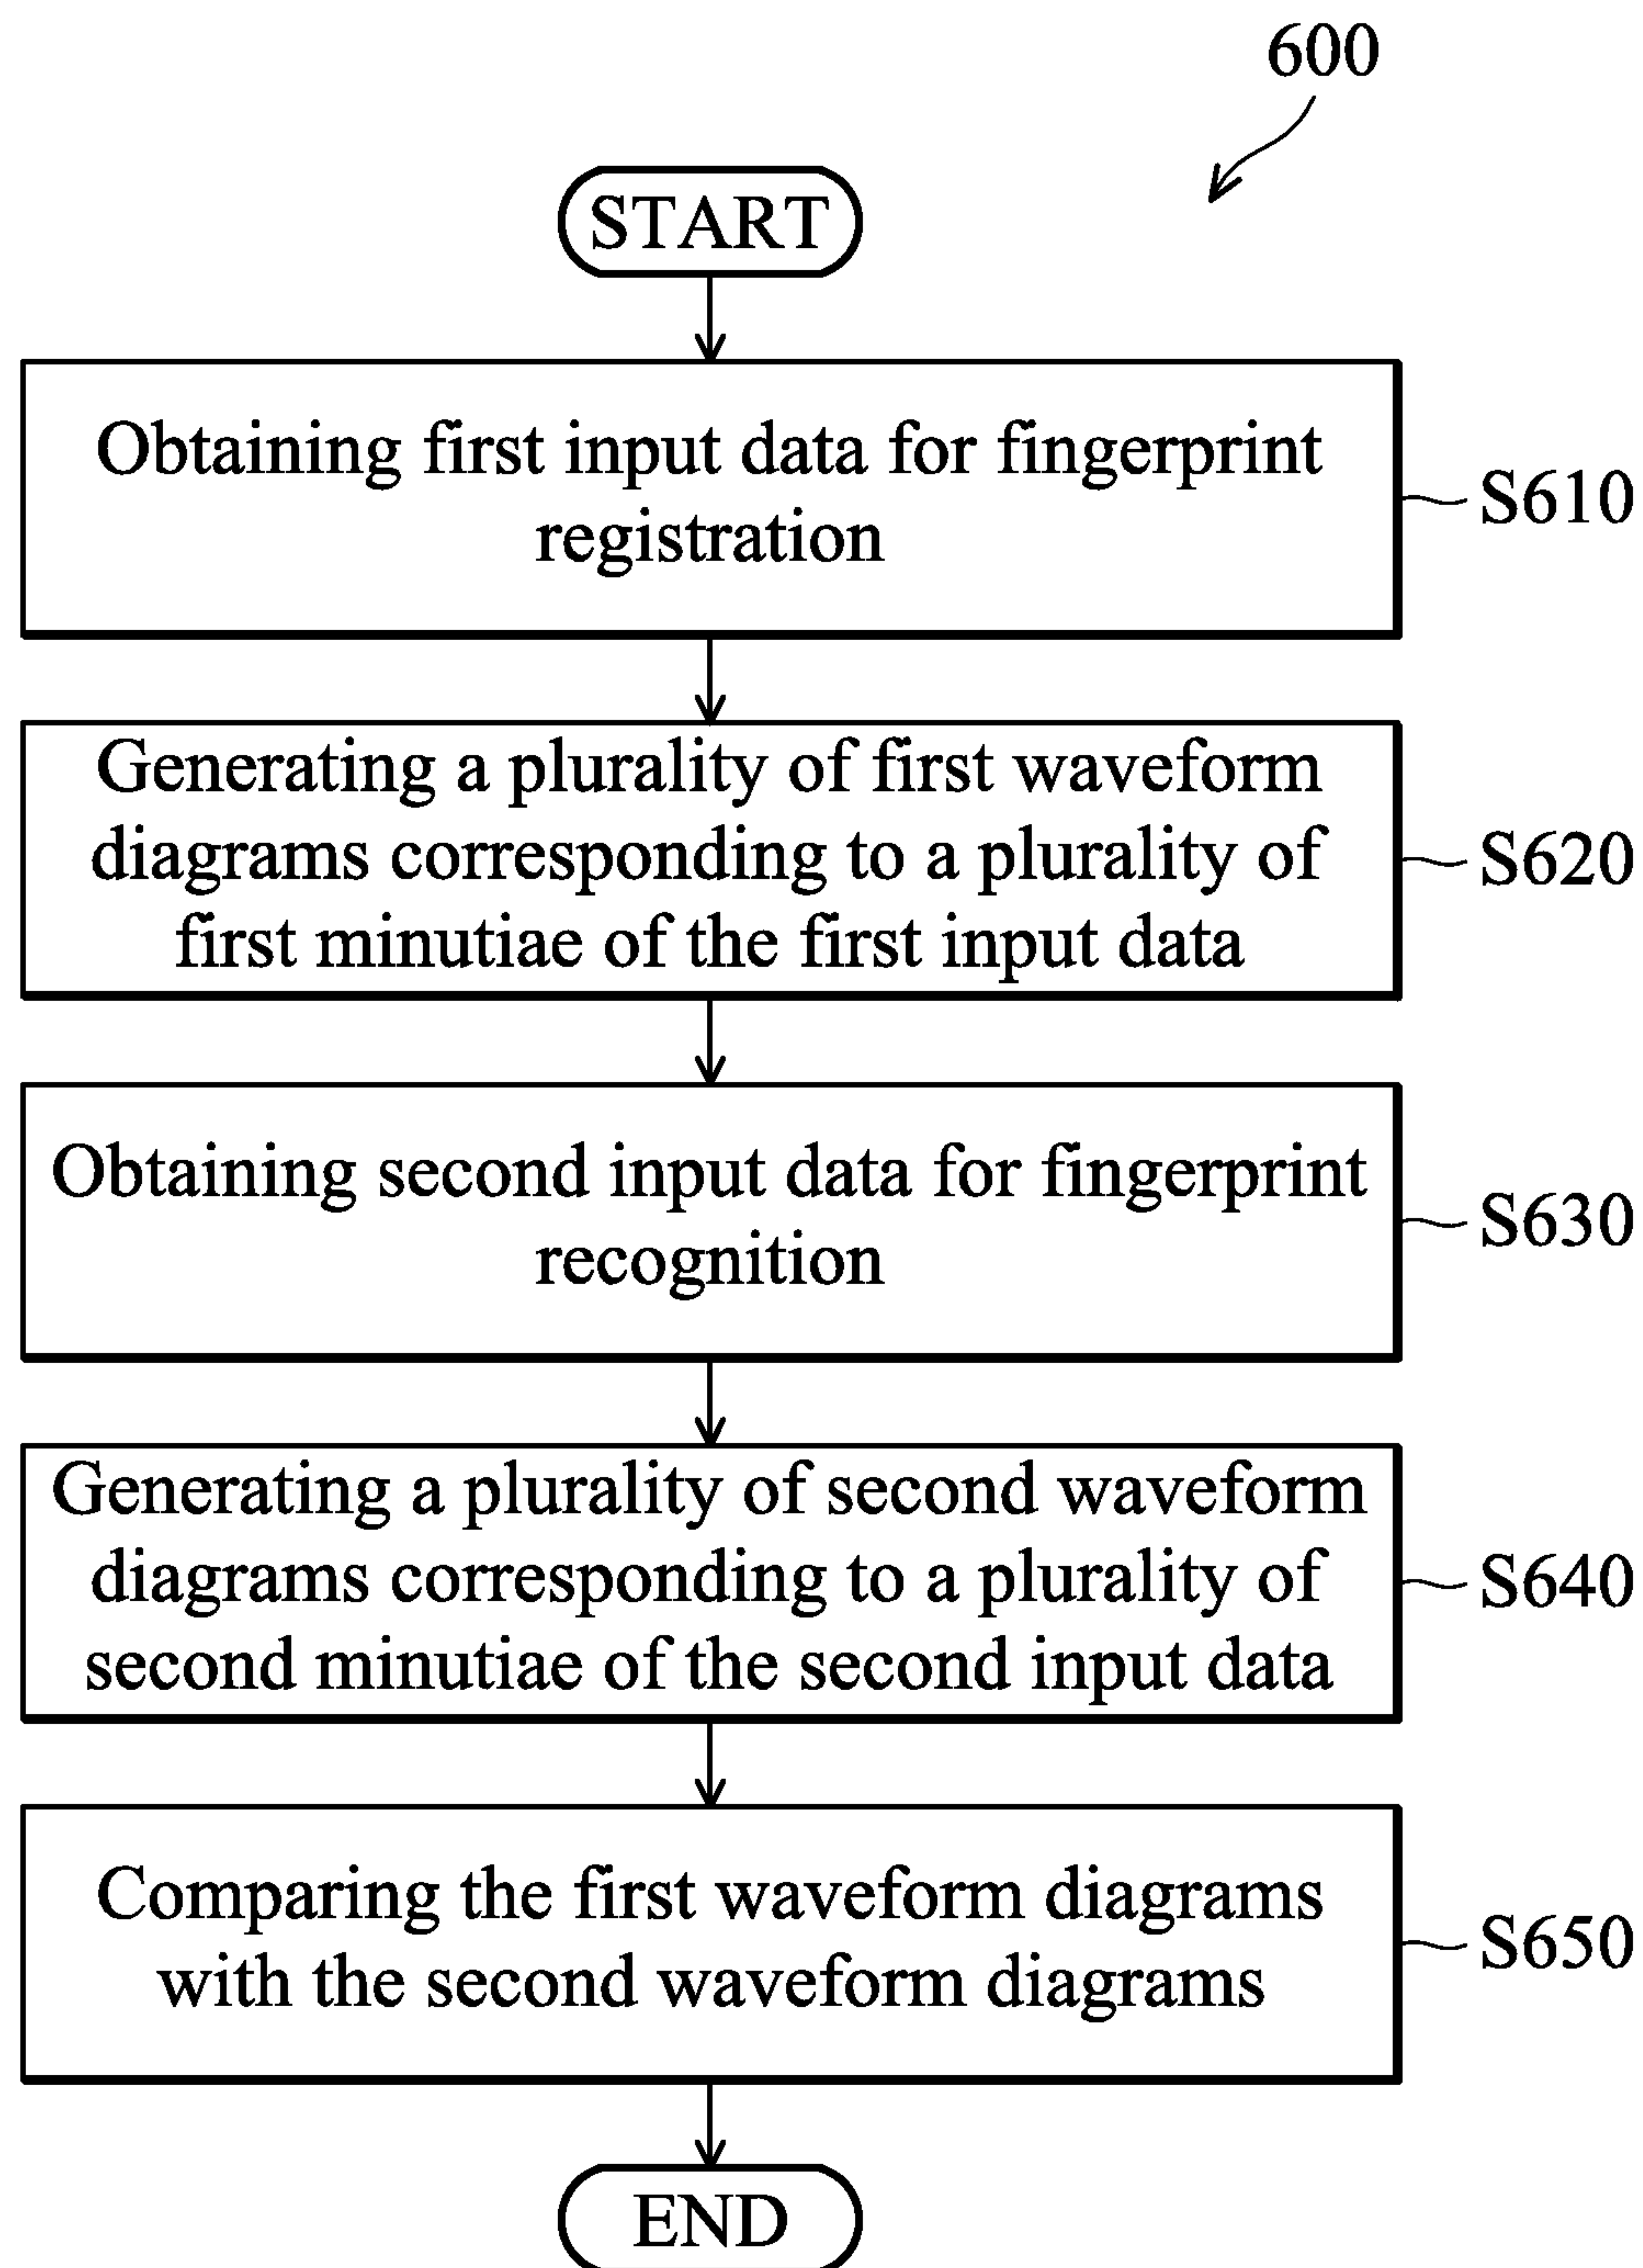 600
START
Obtaining first input data for fingerprint
registration
S610
Generating a plurality of first waveform
diagrams corresponding to a plurality of
first minutiae of the first input data
S620
Obtaining second input data for fingerprint
recognition
S630
Generating a plurality of second waveform
diagrams corresponding to a plurality of
second minutiae of the second input data
S640
Comparing the first waveform diagrams
with the second waveform diagrams
S650
END